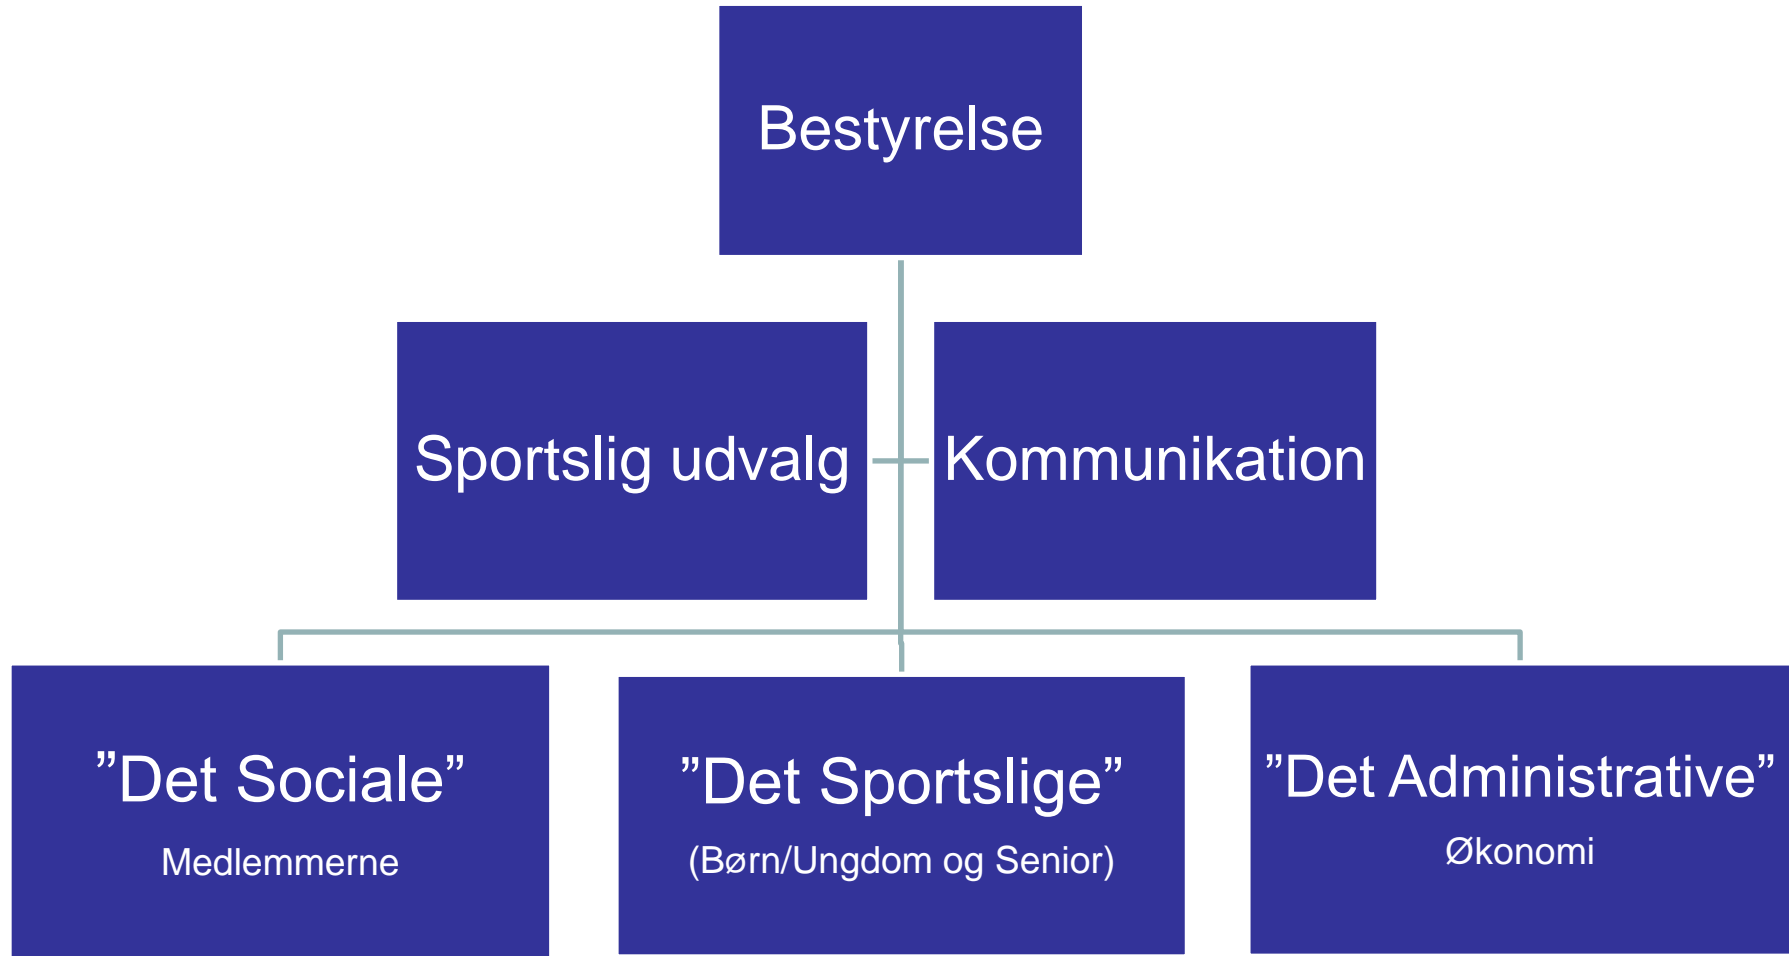 Bestyrelse
Sportslig udvalg
Kommunikation
”Det Sociale”
Medlemmerne
”Det Sportslige”
(Børn/Ungdom og Senior)
”Det Administrative”
Økonomi